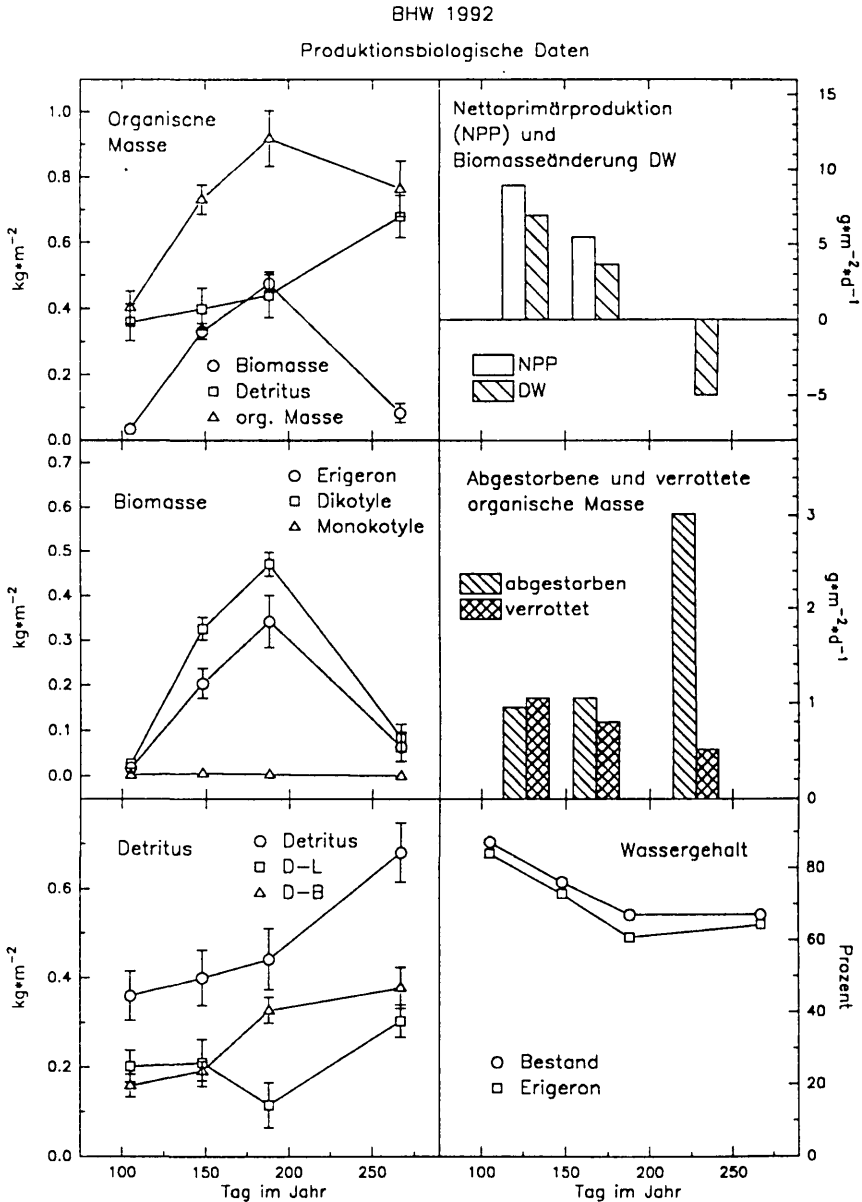 BHW 1992
Produktionsbiologische Daten
Organische
Masse
kg*m⁻²
1.0
0.8
0.6
0.4
0.2
0.0
Biomasse
Detritus
org. Masse
Nettoprimärproduktion
(NPP) und
Biomasseänderung DW
15
10
5
0
−5
g*m⁻²*d⁻¹
NPP
DW
Biomasse
kg*m⁻²
0.7
0.6
0.5
0.4
0.3
0.2
0.1
0.0
Erigeron
Dikotyle
Monokotyle
Abgestorbene und verrottete
organische Masse
abgestorben
verrottet
3
2
1
0
g*m⁻²*d⁻¹
Detritus
kg*m⁻²
0.6
0.4
0.2
0.0
Detritus
D−L
D−B
100 150 200 250
Tag im Jahr
Wassergehalt
80
60
40
20
0
Prozent
Bestand
Erigeron
100 150 200 250
Tag im Jahr